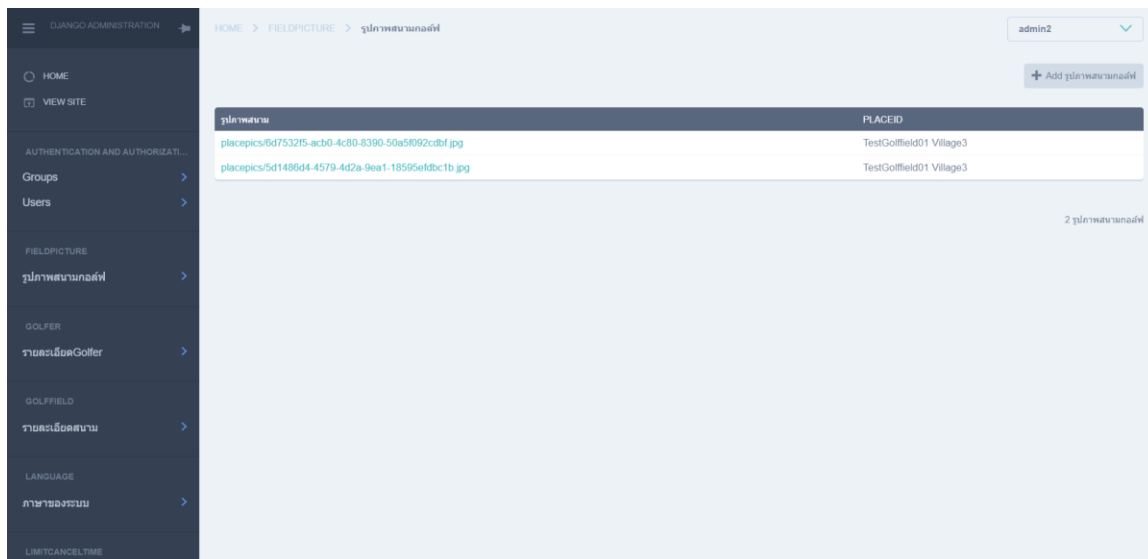 DJANGO ADMINISTRATION
HOME > FIELDPICTURE > รูปภาพสนามกอล์ฟ
admin2
HOME
VIEW SITE
+ Add รูปภาพสนามกอล์ฟ
รูปภาพสนาม PLACEID
placepics/6d7532f5-acb0-4c80-8390-50a5f092cdbf.jpg TestGolffield01 Village3
placepics/5d1486d4-4579-4d2a-9ea1-18595efdbc1b.jpg TestGolffield01 Village3
2 รูปภาพสนามกอล์ฟ
AUTHENTICATION AND AUTHORIZATI...
Groups
Users
FIELDPICTURE
รูปภาพสนามกอล์ฟ
GOLFER
รายละเอียดGolfer
GOLFFIELD
รายละเอียดสนาม
LANGUAGE
ภาษาของระบบ
LIMITCANCELTIME